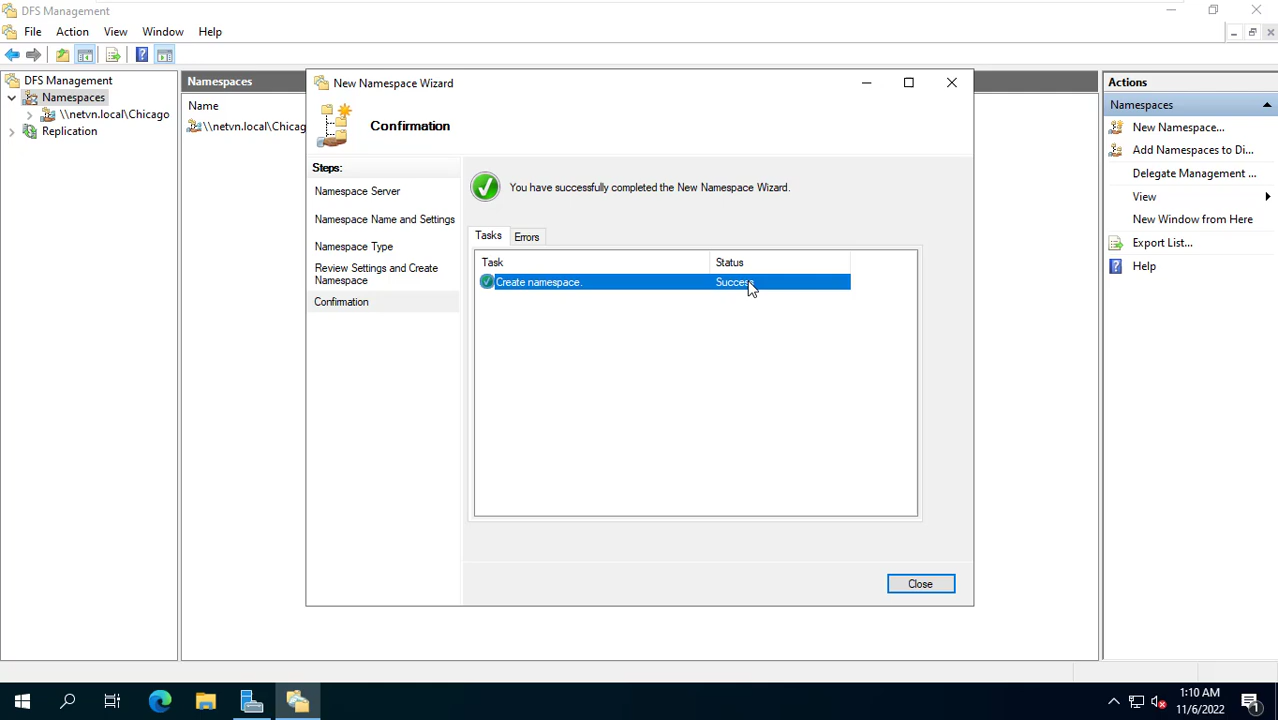 DFS Management
File Action View Window Help
DFS Management
Namespaces
\\netvn.local\Chicago
Replication
Namespaces
Name
\\netvn.local\Chicag
New Namespace Wizard
Confirmation
Steps:
Namespace Server
Namespace Name and Settings
Namespace Type
Review Settings and Create
Namespace
Confirmation
You have successfully completed the New Namespace Wizard.
Tasks Errors
Task Status
Create namespace. Success
Close
Actions
Namespaces
New Namespace...
Add Namespaces to Di...
Delegate Management ...
View
New Window from Here
Export List...
Help
1:10 AM
11/6/2022
1